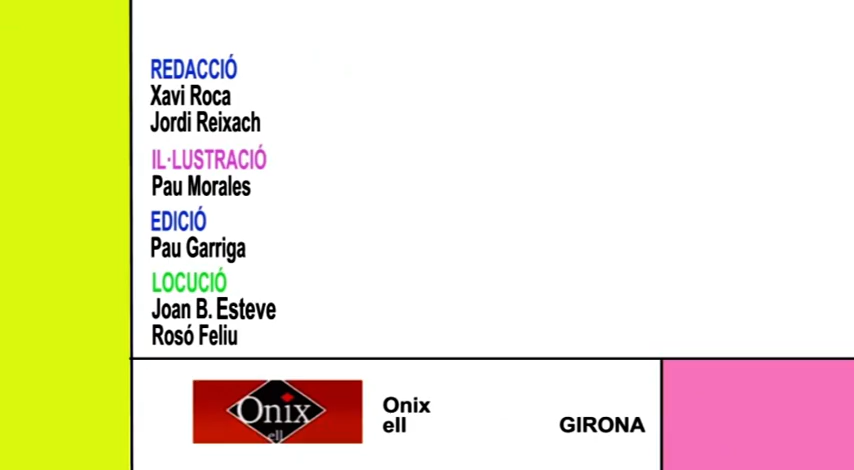 REDACCIÓ
Xavi Roca
Jordi Reixach
IL·LUSTRACIÓ
Pau Morales
EDICIÓ
Pau Garriga
LOCUCIÓ
Joan B. Esteve
Rosó Feliu
Onix
ell
Onix
ell
GIRONA